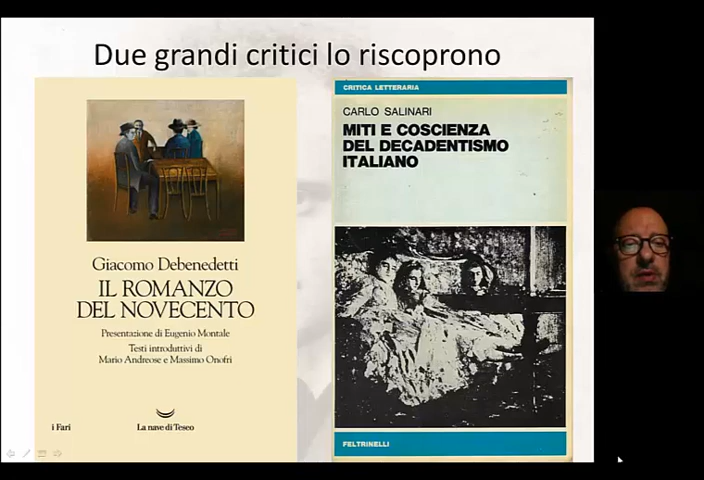 Due grandi critici lo riscoprono
Giacomo Debenedetti
IL ROMANZO
DEL NOVECENTO
Presentazione di Eugenio Montale
Testi introduttivi di
Mario Andreose e Massimo Onofri
i Fari
La nave di Teseo
CRITICA LETTERARIA
CARLO SALINARI
MITI E COSCIENZA
DEL DECADENTISMO
ITALIANO
FELTRINELLI